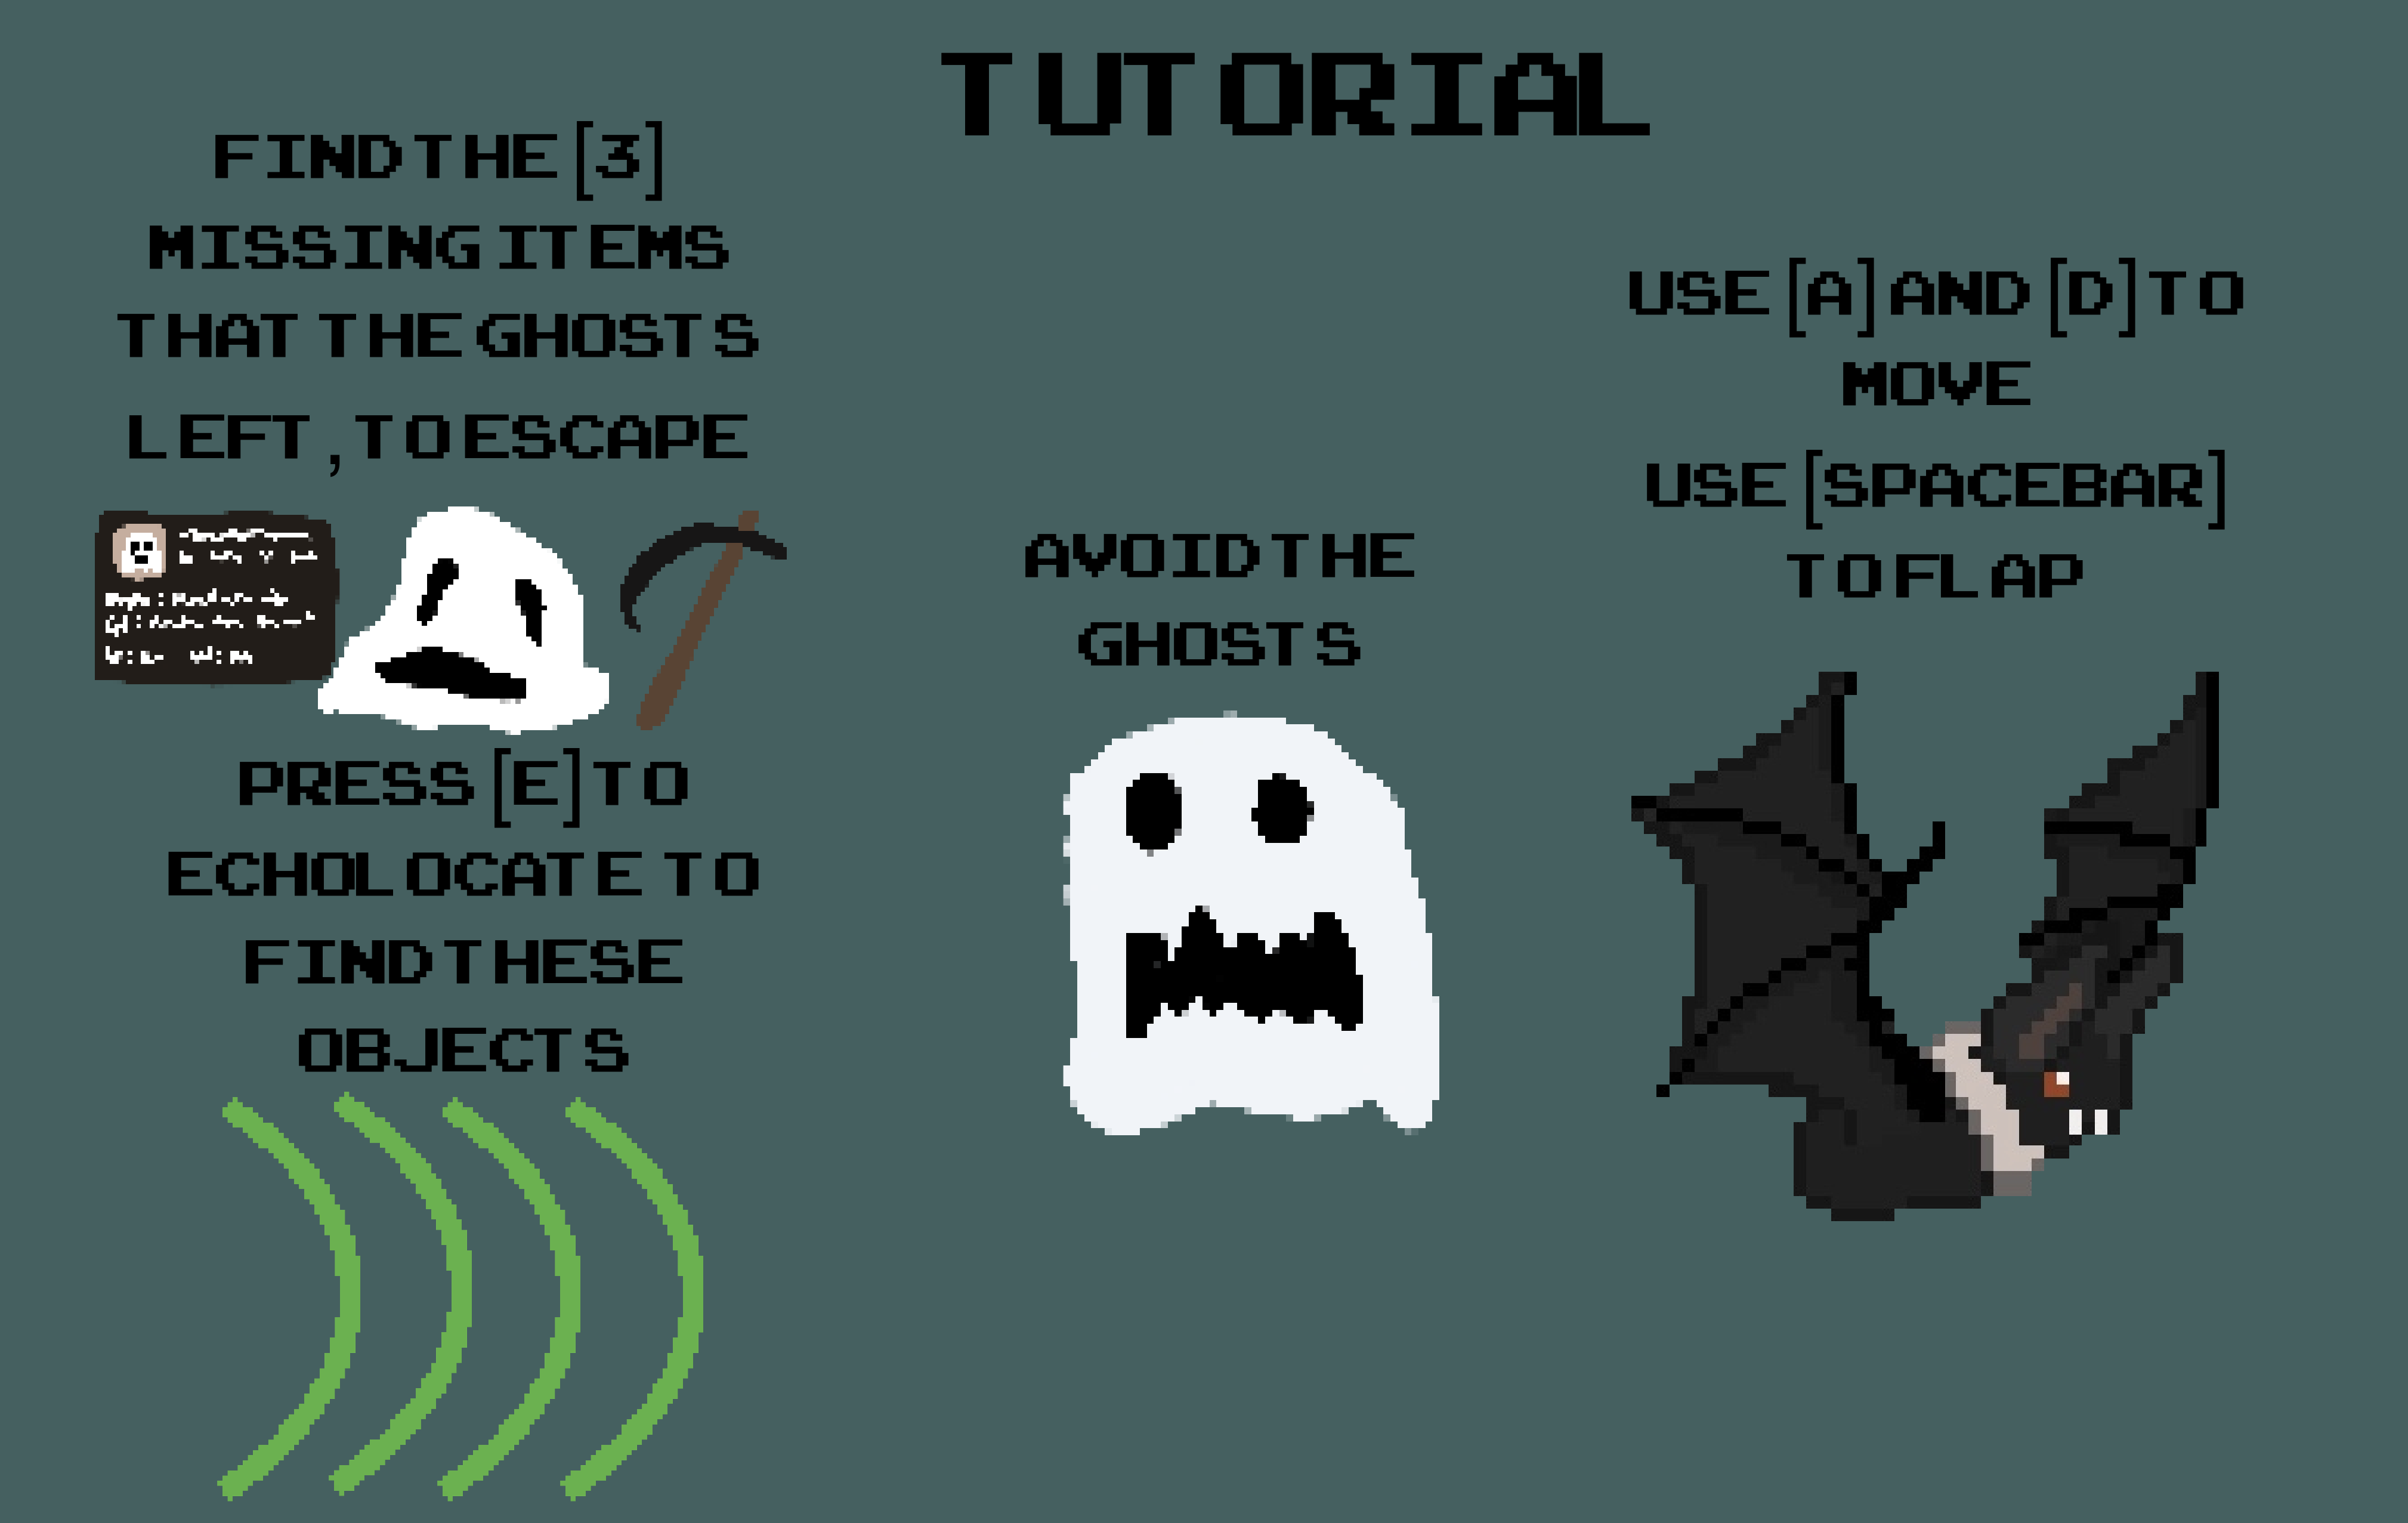 TUTORIAL
FIND THE [3]
MISSING ITEMS
THAT THE GHOSTS
LEFT, TO ESCAPE
PRESS [E] TO
ECHOLOCATE TO
FIND THESE
OBJECTS
AVOID THE
GHOSTS
USE [A] AND [D] TO
MOVE
USE [SPACEBAR]
TO FLAP